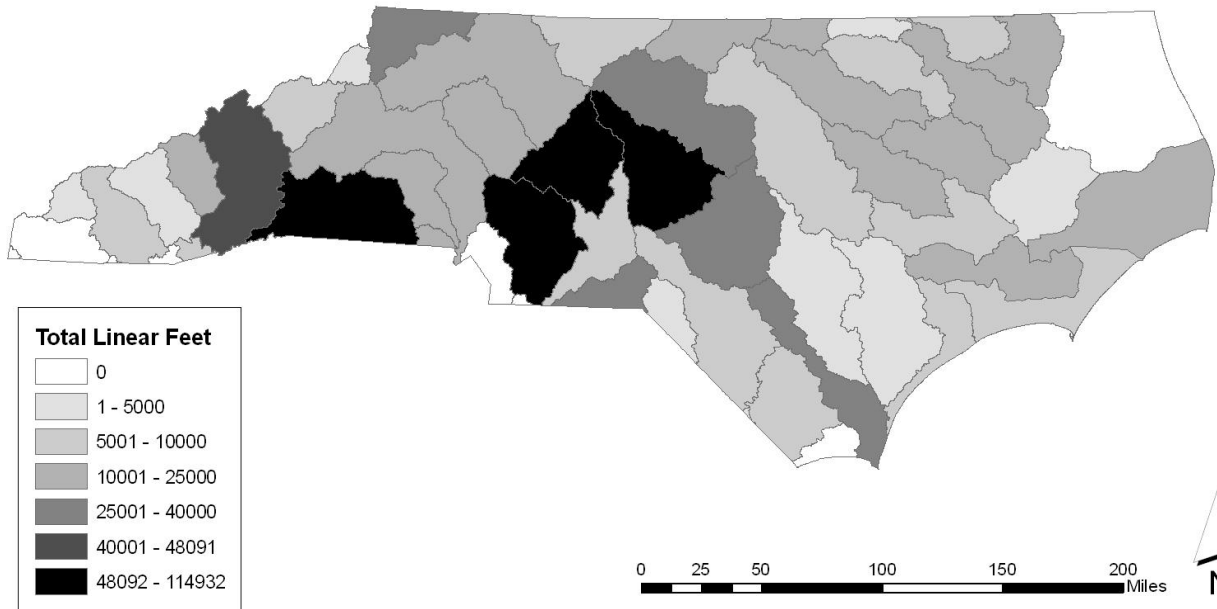 Total Linear Feet
0
1 - 5000
5001 - 10000
10001 - 25000
25001 - 40000
40001 - 48091
48092 - 114932
0 25 50 100 150 200
Miles
N